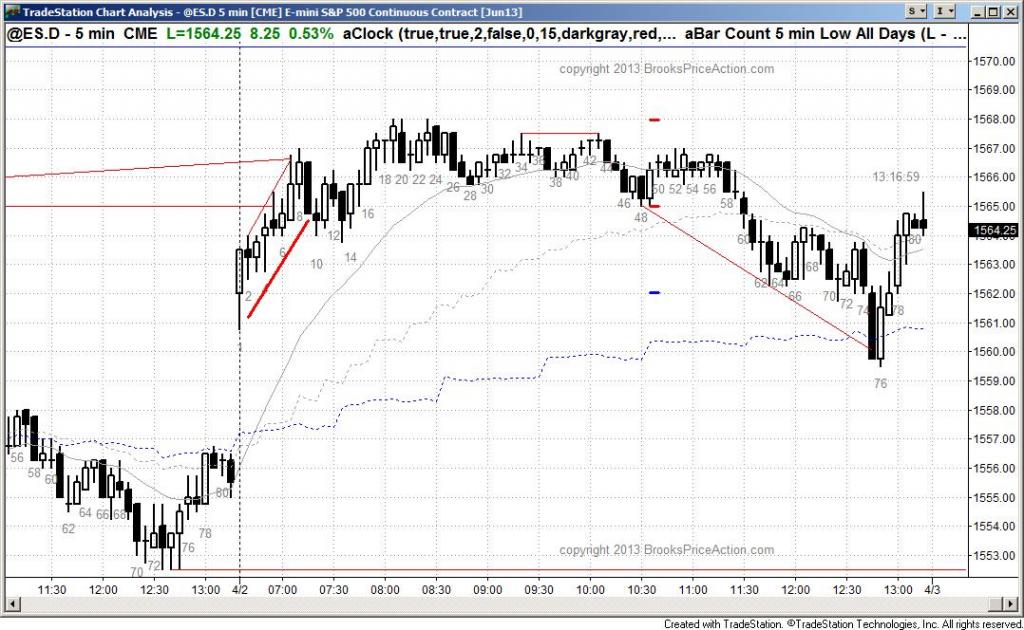 TradeStation Chart Analysis - @ES.D 5 min [CME] E-mini S&P 500 Continuous Contract [Jun13]
S I
@ES.D - 5 min CME L=1564.25 8.25 0.53% aClock (true,true,2,false,0,15,darkgray,red,... aBar Count 5 min Low All Days (L - ...
copyright 2013 BrooksPriceAction.com
1570.00
1569.00
1568.00
1567.00
1566.00
1565.00
1564.25
1563.00
1562.00
1561.00
1560.00
1559.00
1558.00
1557.00
1556.00
1555.00
1554.00
1553.00
13:16:59
2 6 8 10 12 14 16 18 20 22 24 26 28 30 32 34 36 38 40 42 44 46 48 50 52 54 56 58 60 62 64 66 68 70 72 74 76 78 80
56 58 60 62 64 66 68 70 72 76 78 80
copyright 2013 BrooksPriceAction.com
11:30 12:00 12:30 13:00 4/2 07:00 07:30 08:00 08:30 09:00 09:30 10:00 10:30 11:00 11:30 12:00 12:30 13:00 4/3
Created with TradeStation. ©TradeStation Technologies, Inc. All rights reserved.